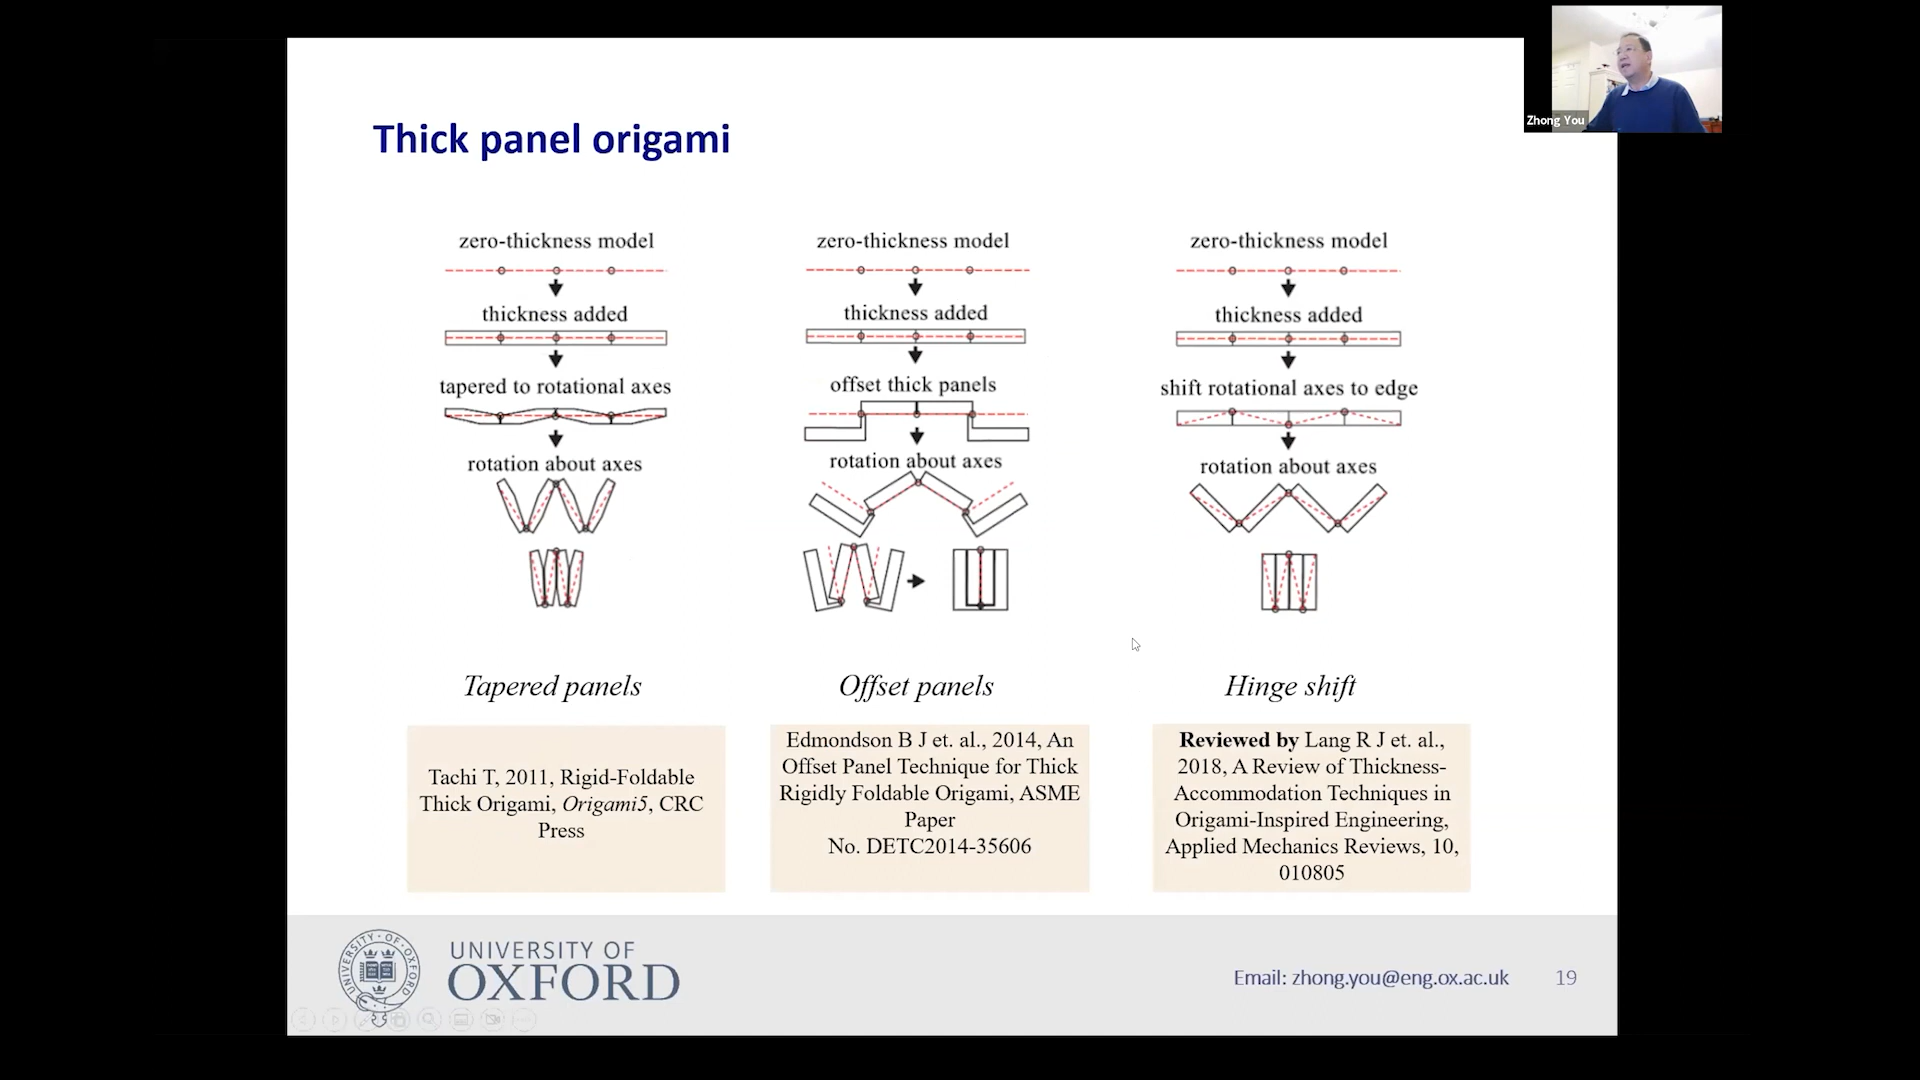 Zhong You
Thick panel origami
zero-thickness model
thickness added
tapered to rotational axes
rotation about axes
Tapered panels
Tachi T, 2011, Rigid-Foldable
Thick Origami, Origami5, CRC
Press
zero-thickness model
thickness added
offset thick panels
rotation about axes
Offset panels
Edmondson B J et. al., 2014, An
Offset Panel Technique for Thick
Rigidly Foldable Origami, ASME
Paper
No. DETC2014-35606
zero-thickness model
thickness added
shift rotational axes to edge
rotation about axes
Hinge shift
Reviewed by Lang R J et. al.,
2018, A Review of Thickness-
Accommodation Techniques in
Origami-Inspired Engineering,
Applied Mechanics Reviews, 10,
010805
UNIVERSITY·OF·OXFORD
UNIVERSITY OF
OXFORD
Email: zhong.you@eng.ox.ac.uk
19